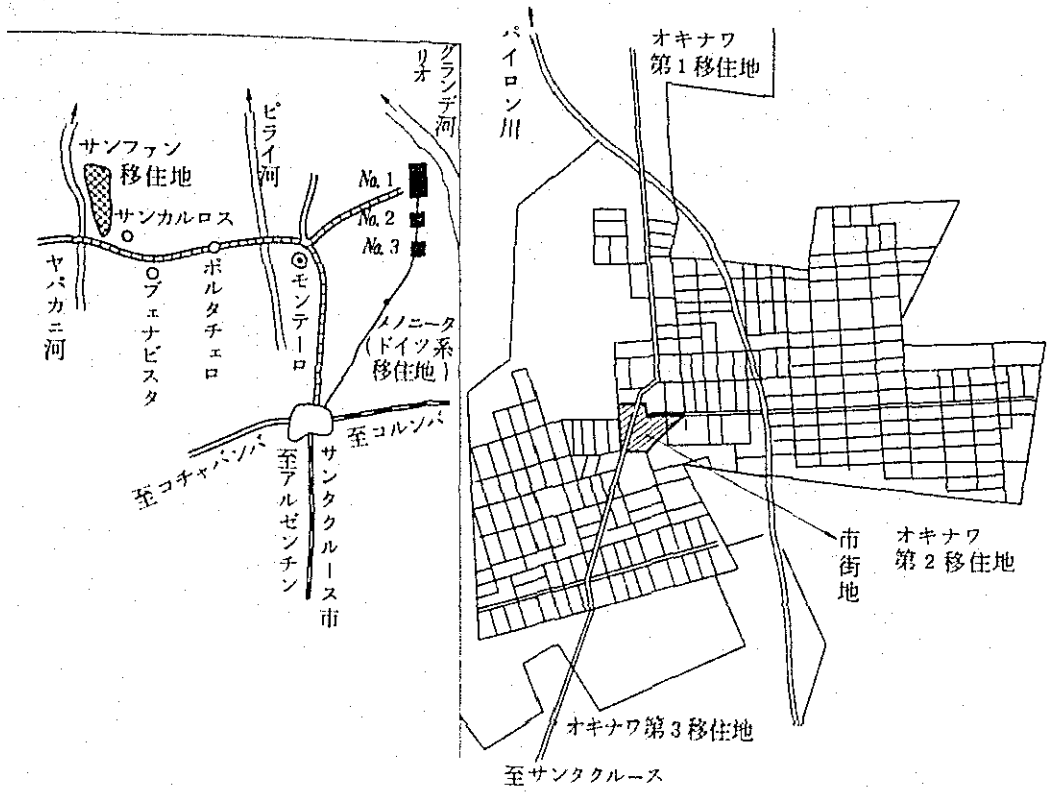 グランデ河
リオ
ピライ河
サンファン
移住地
サンカルロス
No. 1
No. 2
No. 3
ヤパカニ河
ブェナビスタ
ポルタチェロ
モンテーロ
メノニータ
(ドイツ系
移住地)
至コルンバ
至コチャバンバ
至アルゼンチン
サンタクルース市
パイロン川
オキナワ
第1移住地
市街地
オキナワ
第2移住地
オキナワ第3移住地
至サンタクルース